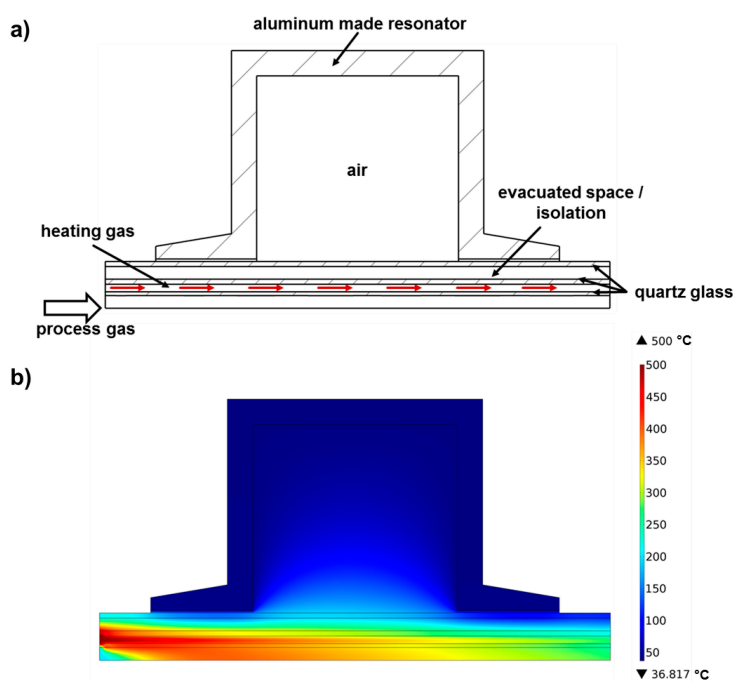 a)
aluminum made resonator
air
evacuated space /
isolation
heating gas
quartz glass
process gas
b)
▲ 500 °C
500
450
400
350
300
250
200
150
100
50
▼ 36.817 °C